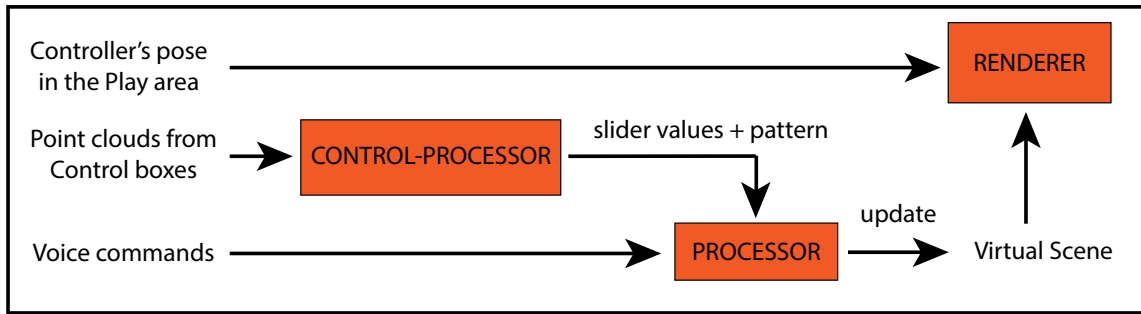 Controller’s pose
in the Play area
RENDERER
Point clouds from
Control boxes
CONTROL-PROCESSOR
slider values + pattern
Voice commands
PROCESSOR
update
Virtual Scene